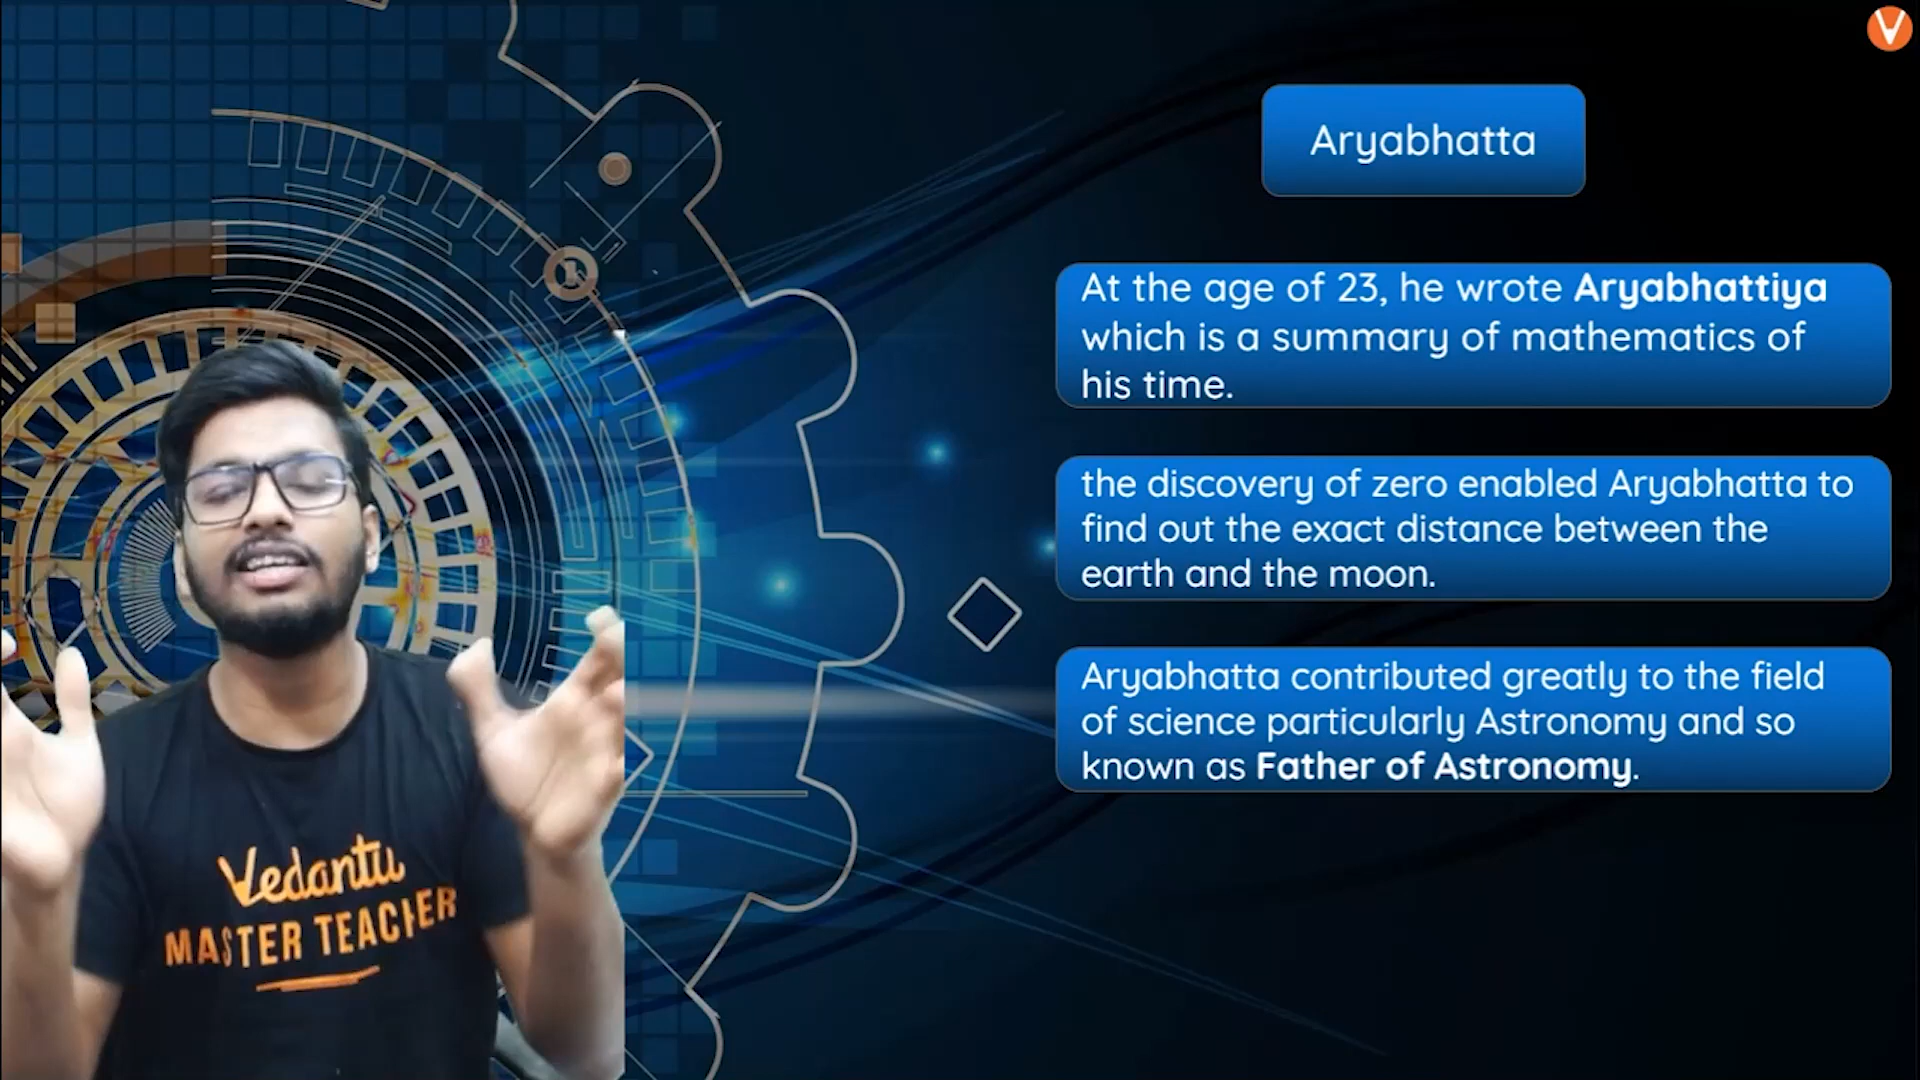 Aryabhatta
At the age of 23, he wrote Aryabhattiya
which is a summary of mathematics of
his time.
the discovery of zero enabled Aryabhatta to
find out the exact distance between the
earth and the moon.
Aryabhatta contributed greatly to the field
of science particularly Astronomy and so
known as Father of Astronomy.
Vedantu
MASTER TEACHER